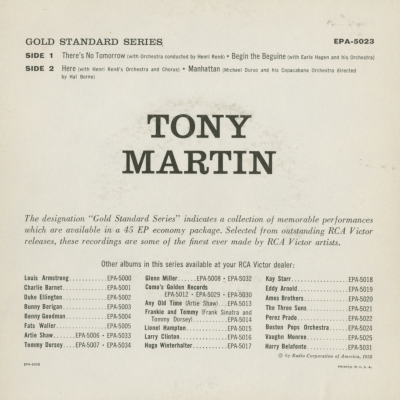 GOLD STANDARD SERIES EPA-5023
SIDE 1 There's No Tomorrow (with Orchestra conducted by Henri René) • Begin the Beguine (with Earle Hagen and his Orchestra)
SIDE 2 Here (with Henri René's Orchestra and Chorus) • Manhattan (Michael Durso and his Copacabana Orchestra directed
by Hal Borne)
TONY
MARTIN
The designation "Gold Standard Series" indicates a collection of memorable performances
which are available in a 45 EP economy package. Selected from outstanding RCA Victor
releases, these recordings are some of the finest ever made by RCA Victor artists.
Other albums in this series available at your RCA Victor dealer:
Louis Armstrong EPA-5000
Charlie Barnet EPA-5001
Duke Ellington EPA-5002
Bunny Berigan EPA-5003
Benny Goodman EPA-5004
Fats Waller EPA-5005
Artie Shaw EPA-5006 • EPA-5033
Tommy Dorsey EPA-5007 • EPA-5034
Glenn Miller EPA-5008 • EPA-5032
Como's Golden Records
EPA-5012 • EPA-5029 • EPA-5030
Any Old Time (Artie Shaw) EPA-5013
Frankie and Tommy (Frank Sinatra and
Tommy Dorsey) EPA-5014
Lionel Hampton EPA-5015
Larry Clinton EPA-5016
Hugo Winterhalter EPA-5017
Kay Starr EPA-5018
Eddy Arnold EPA-5019
Ames Brothers EPA-5020
The Three Suns EPA-5021
Perez Prado EPA-5022
Boston Pops Orchestra EPA-5024
Vaughn Monroe EPA-5025
Harry Belafonte EPA-5031
© by Radio Corporation of America, 1958
EPA-5023
Printed in U. S. A.